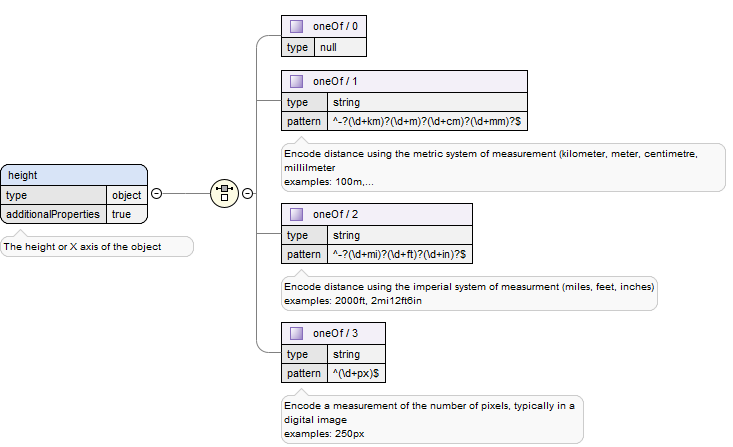 oneOf / 0
type null
oneOf / 1
type string
pattern ^-?(\d+km)?(\d+m)?(\d+cm)?(\d+mm)?$
Encode distance using the metric system of measurement (kilometer, meter, centimetre,
millilmeter
examples: 100m,...
height
type object
additionalProperties true
The height or X axis of the object
oneOf / 2
type string
pattern ^-?(\d+mi)?(\d+ft)?(\d+in)?$
Encode distance using the imperial system of measurment (miles, feet, inches)
examples: 2000ft, 2mi12ft6in
oneOf / 3
type string
pattern ^(\d+px)$
Encode a measurement of the number of pixels, typically in a
digital image
examples: 250px